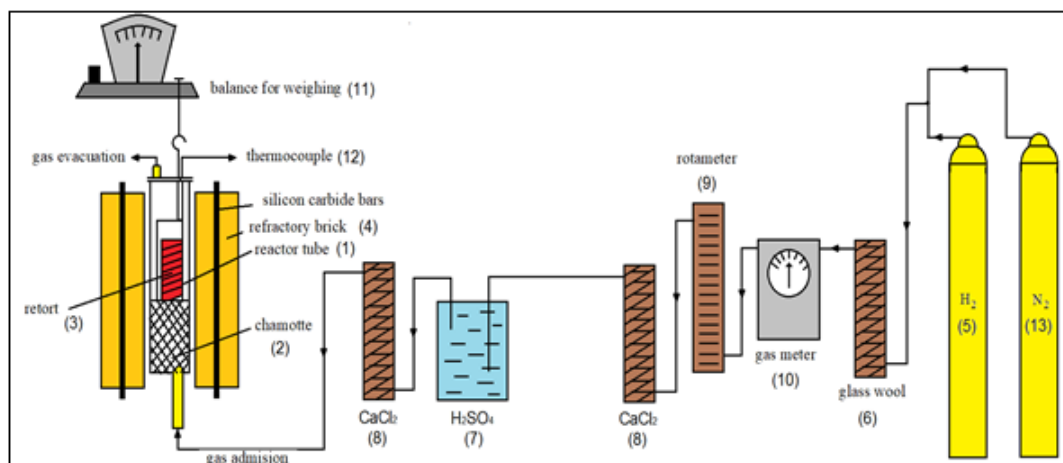 balance for weighing (11)
gas evacuation
thermocouple (12)
silicon carbide bars
refractory brick (4)
reactor tube (1)
retort
(3)
chamotte
(2)
gas admision
CaCl₂
(8)
H₂SO₄
(7)
CaCl₂
(8)
rotameter
(9)
gas meter
(10)
glass wool
(6)
H₂
(5)
N₂
(13)